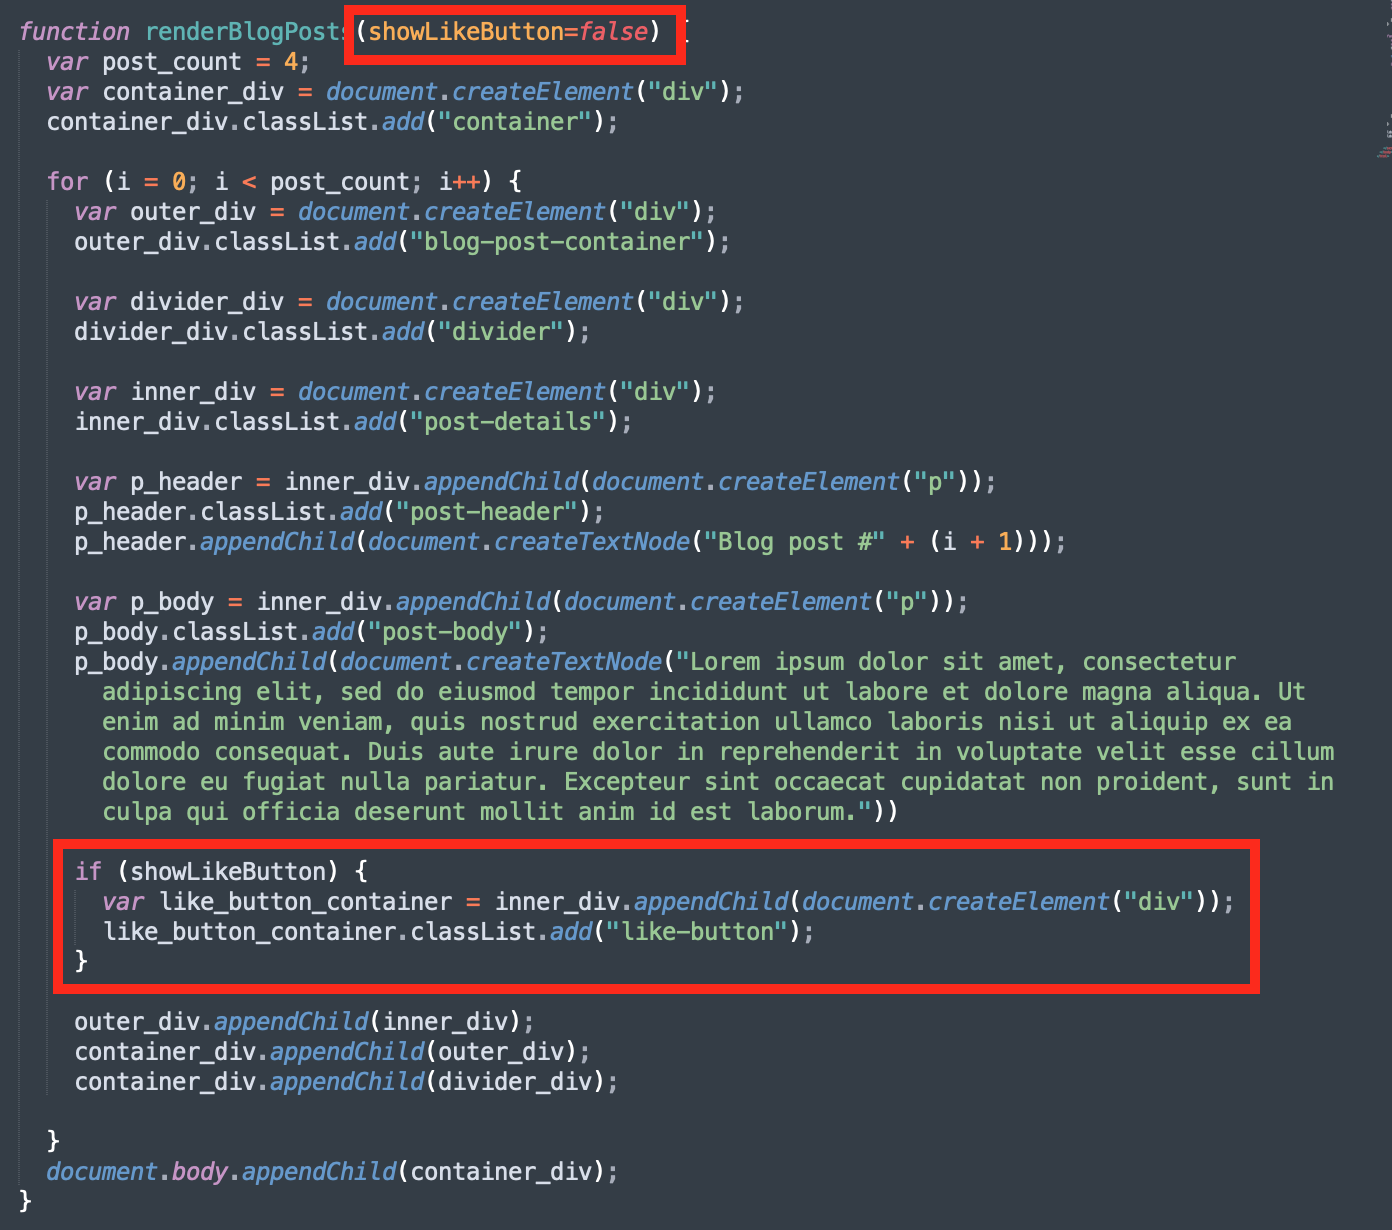 function renderBlogPosts(showLikeButton=false) {
var post_count = 4;
var container_div = document.createElement("div");
container_div.classList.add("container");
for (i = 0; i < post_count; i++) {
var outer_div = document.createElement("div");
outer_div.classList.add("blog-post-container");
var divider_div = document.createElement("div");
divider_div.classList.add("divider");
var inner_div = document.createElement("div");
inner_div.classList.add("post-details");
var p_header = inner_div.appendChild(document.createElement("p"));
p_header.classList.add("post-header");
p_header.appendChild(document.createTextNode("Blog post #" + (i + 1)));
var p_body = inner_div.appendChild(document.createElement("p"));
p_body.classList.add("post-body");
p_body.appendChild(document.createTextNode("Lorem ipsum dolor sit amet, consectetur
adipiscing elit, sed do eiusmod tempor incididunt ut labore et dolore magna aliqua. Ut
enim ad minim veniam, quis nostrud exercitation ullamco laboris nisi ut aliquip ex ea
commodo consequat. Duis aute irure dolor in reprehenderit in voluptate velit esse cillum
dolore eu fugiat nulla pariatur. Excepteur sint occaecat cupidatat non proident, sunt in
culpa qui officia deserunt mollit anim id est laborum."))
if (showLikeButton) {
var like_button_container = inner_div.appendChild(document.createElement("div"));
like_button_container.classList.add("like-button");
}
outer_div.appendChild(inner_div);
container_div.appendChild(outer_div);
container_div.appendChild(divider_div);
}
document.body.appendChild(container_div);
}